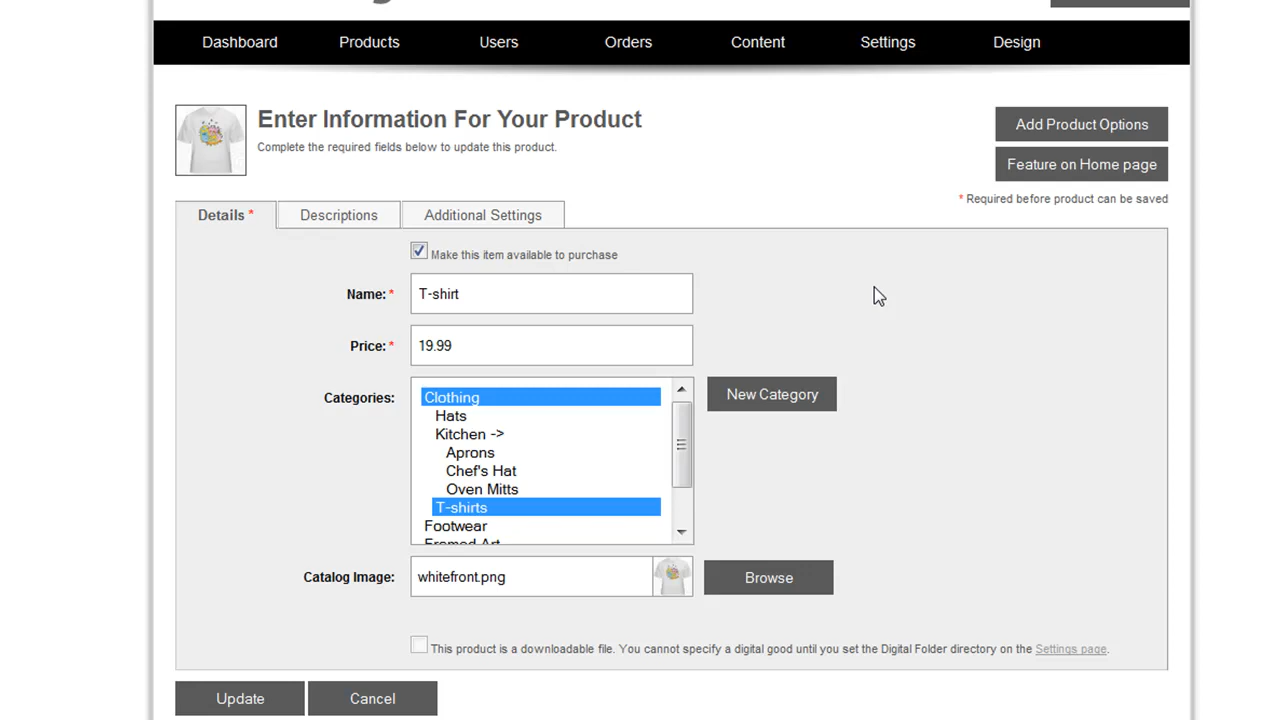 Dashboard Products Users Orders Content Settings Design
Enter Information For Your Product
Complete the required fields below to update this product.
Add Product Options
Feature on Home page
* Required before product can be saved
Details * Descriptions Additional Settings
Make this item available to purchase
Name: * T-shirt
Price: * 19.99
Categories:
Clothing
Hats
Kitchen ->
Aprons
Chef's Hat
Oven Mitts
T-shirts
Footwear
Framed Art
New Category
Catalog Image: whitefront.png Browse
This product is a downloadable file. You cannot specify a digital good until you set the Digital Folder directory on the Settings page.
Update Cancel